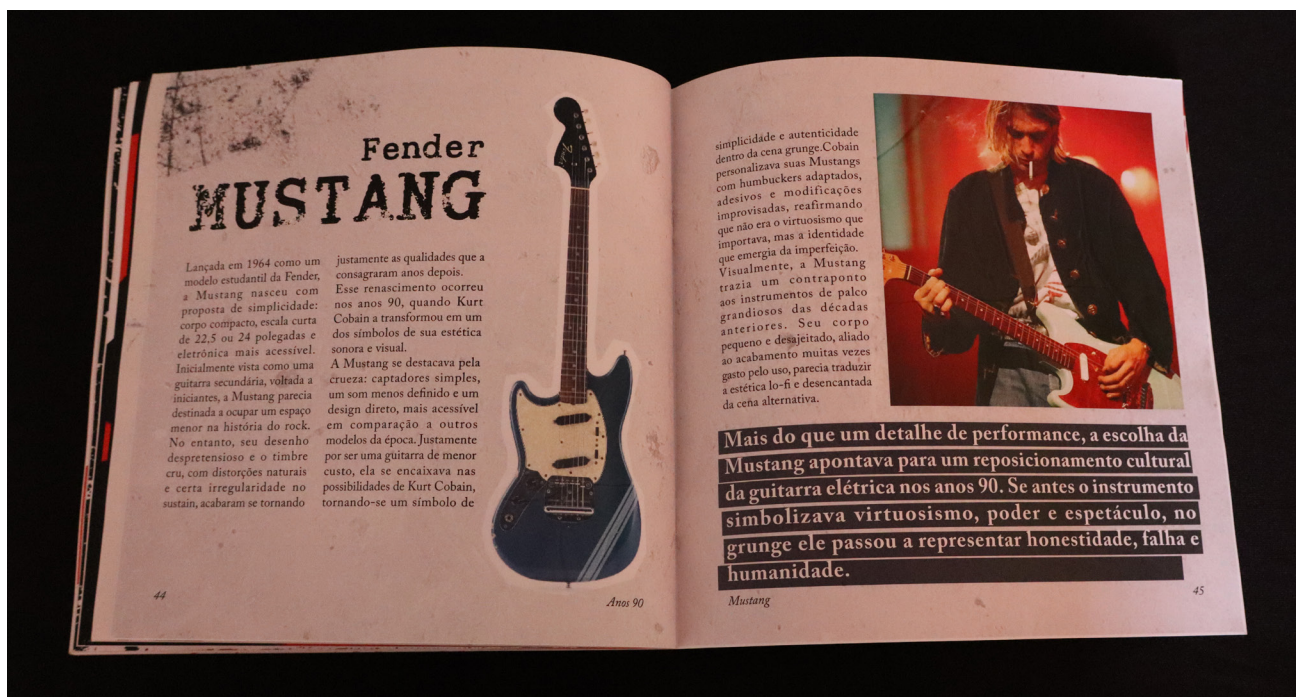 Fender
MUSTANG
Lançada em 1964 como um
modelo estudantil da Fender,
a Mustang nasceu com
proposta de simplicidade:
corpo compacto, escala curta
de 22,5 ou 24 polegadas e
eletrônica mais acessível.
Inicialmente vista como uma
guitarra secundária, voltada a
iniciantes, a Mustang parecia
destinada a ocupar um espaço
menor na história do rock.
No entanto, seu desenho
despretensioso e o timbre
cru, com distorções naturais
e certa irregularidade no
sustain, acabaram se tornando
justamente as qualidades que a
consagraram anos depois.
Esse renascimento ocorreu
nos anos 90, quando Kurt
Cobain a transformou em um
dos símbolos de sua estética
sonora e visual.
A Mustang se destacava pela
crueza: captadores simples,
um som menos definido e um
design direto, mais acessível
em comparação a outros
modelos da época. Justamente
por ser uma guitarra de menor
custo, ela se encaixava nas
possibilidades de Kurt Cobain,
tornando-se um símbolo de
Fender
44
Anos 90
simplicidade e autenticidade
dentro da cena grunge.Cobain
personalizava suas Mustangs
com humbuckers adaptados,
adesivos e modificações
improvisadas, reafirmando
que não era o virtuosismo que
importava, mas a identidade
que emergia da imperfeição.
Visualmente, a Mustang
trazia um contraponto
aos instrumentos de palco
grandiosos das décadas
anteriores. Seu corpo
pequeno e desajeitado, aliado
ao acabamento muitas vezes
gasto pelo uso, parecia traduzir
a estética lo-fi e desencantada
da cena alternativa.
Mais do que um detalhe de performance, a escolha da
Mustang apontava para um reposicionamento cultural
da guitarra elétrica nos anos 90. Se antes o instrumento
simbolizava virtuosismo, poder e espetáculo, no
grunge ele passou a representar honestidade, falha e
humanidade.
Mustang
45